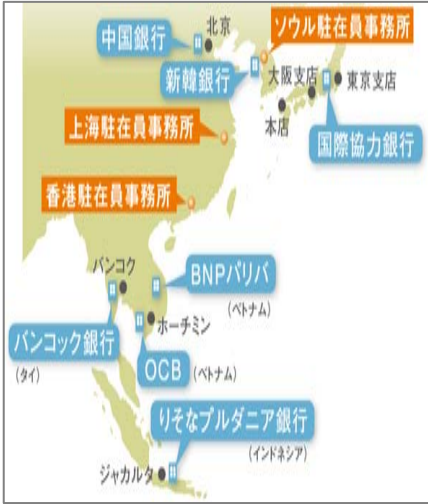 北京
ソウル駐在員事務所
中国銀行
新韓銀行
大阪支店
東京支店
本店
上海駐在員事務所
国際協力銀行
香港駐在員事務所
バンコク
BNPパリバ
(ベトナム)
ホーチミン
バンコック銀行
(タイ)
OCB
(ベトナム)
りそなプルダニア銀行
(インドネシア)
ジャカルタ